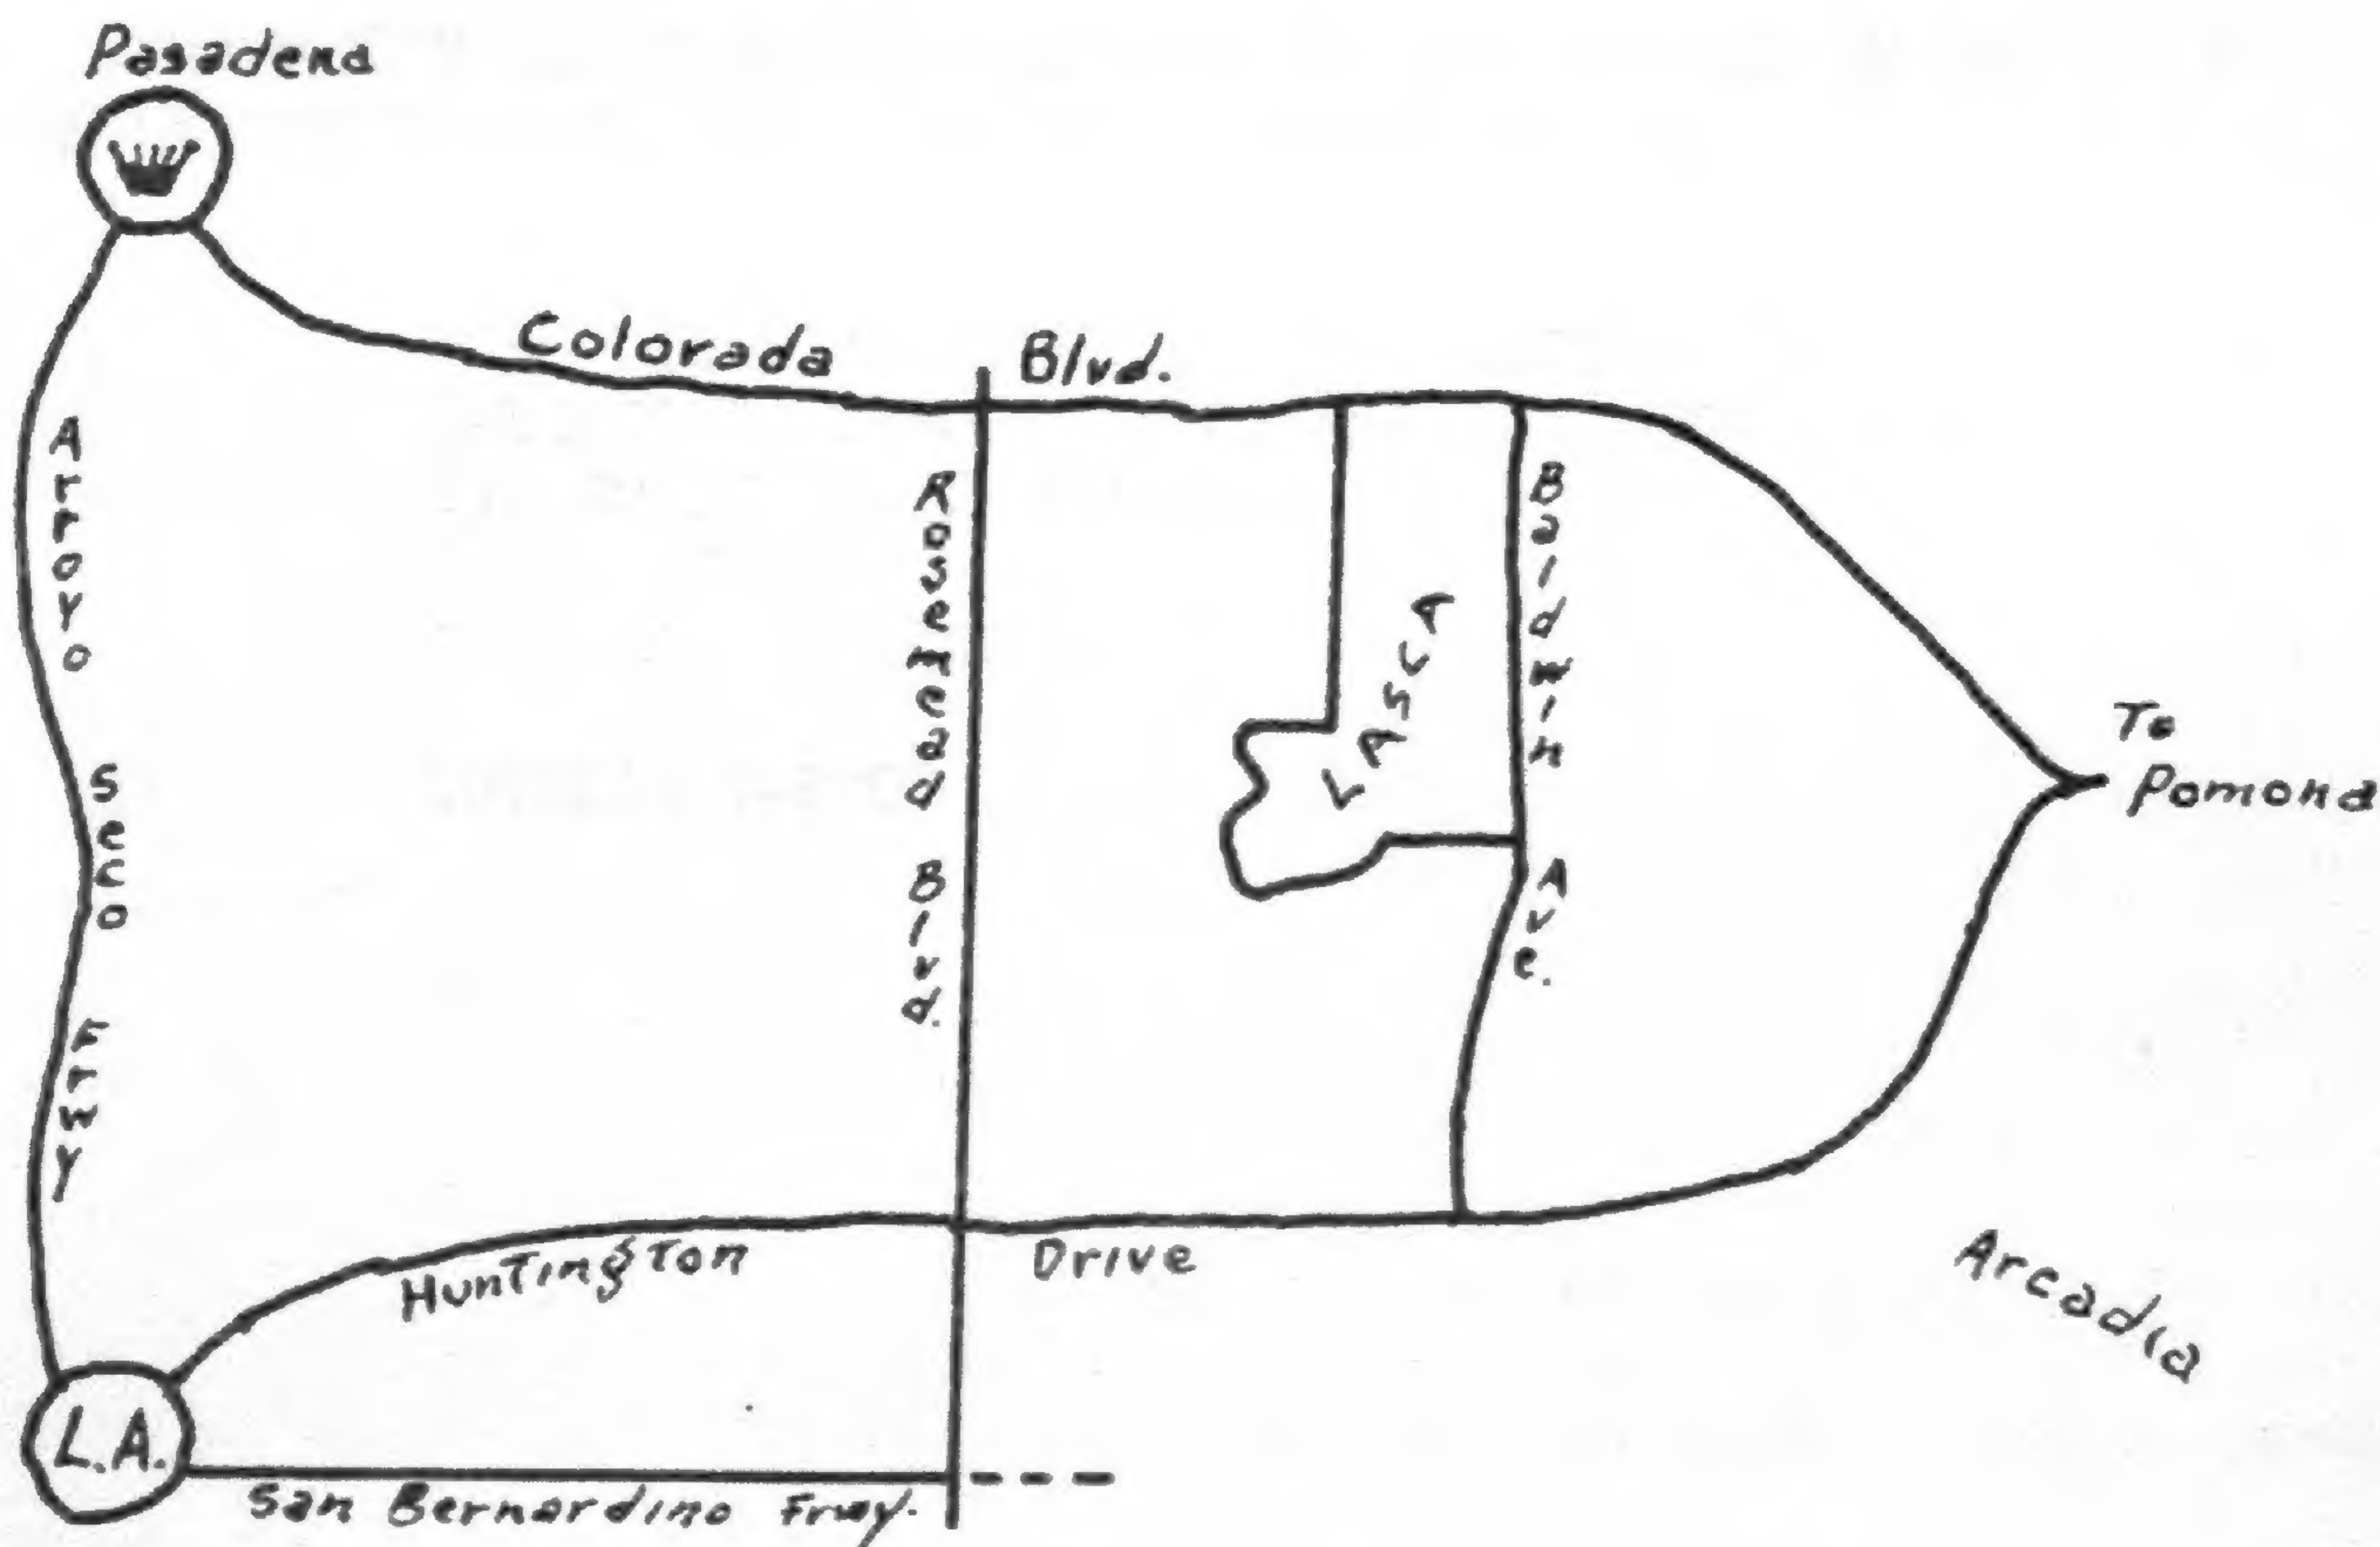 Pasadena
Colorada Blvd.
Arroyo Seco Frwy
Rosemead Blvd.
LASCA
Baldwin Ave.
To
Pomona
Huntington Drive
Arcadia
L.A.
San Bernardino Frwy.